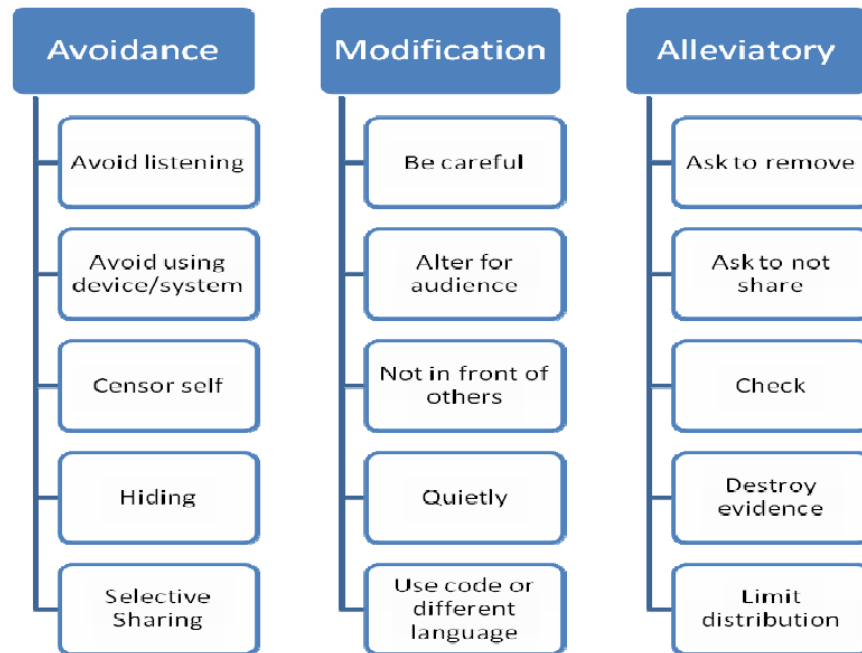 Avoidance
Avoid listening
Avoid using
device/system
Censor self
Hiding
Selective
Sharing
Modification
Be careful
Alter for
audience
Not in front of
others
Quietly
Use code or
different
language
Alleviatory
Ask to remove
Ask to not
share
Check
Destroy
evidence
Limit
distribution